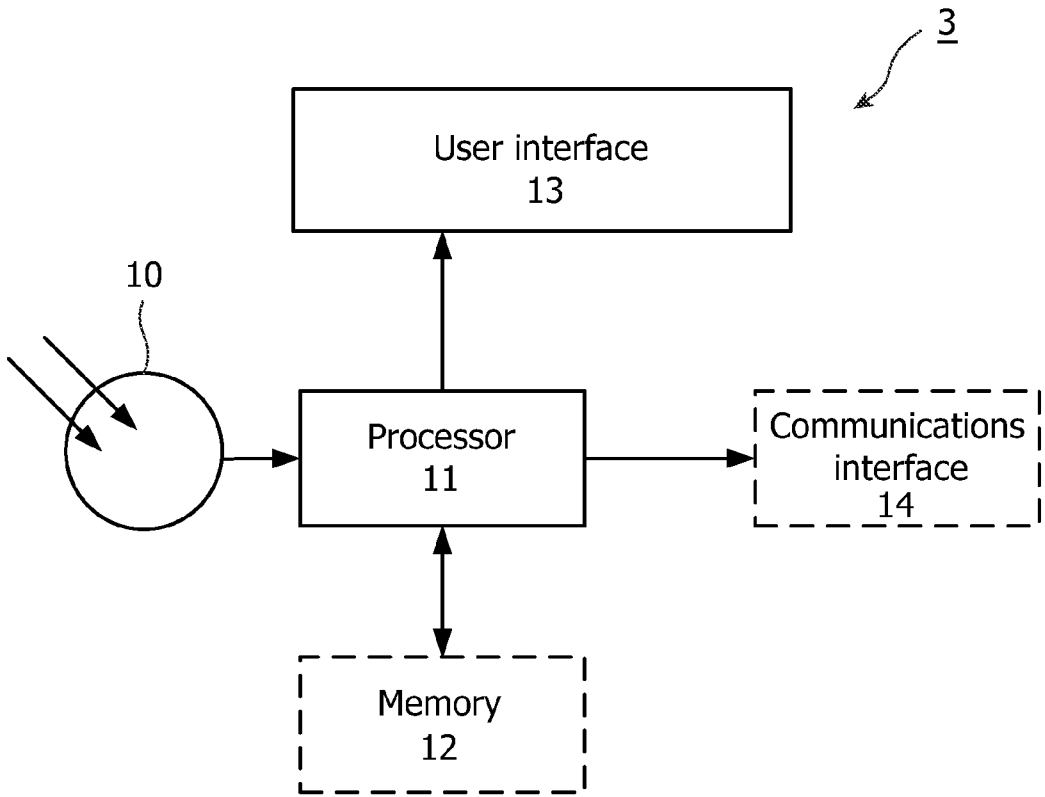 3
User interface
13
10
Processor
11
Communications
interface
14
Memory
12